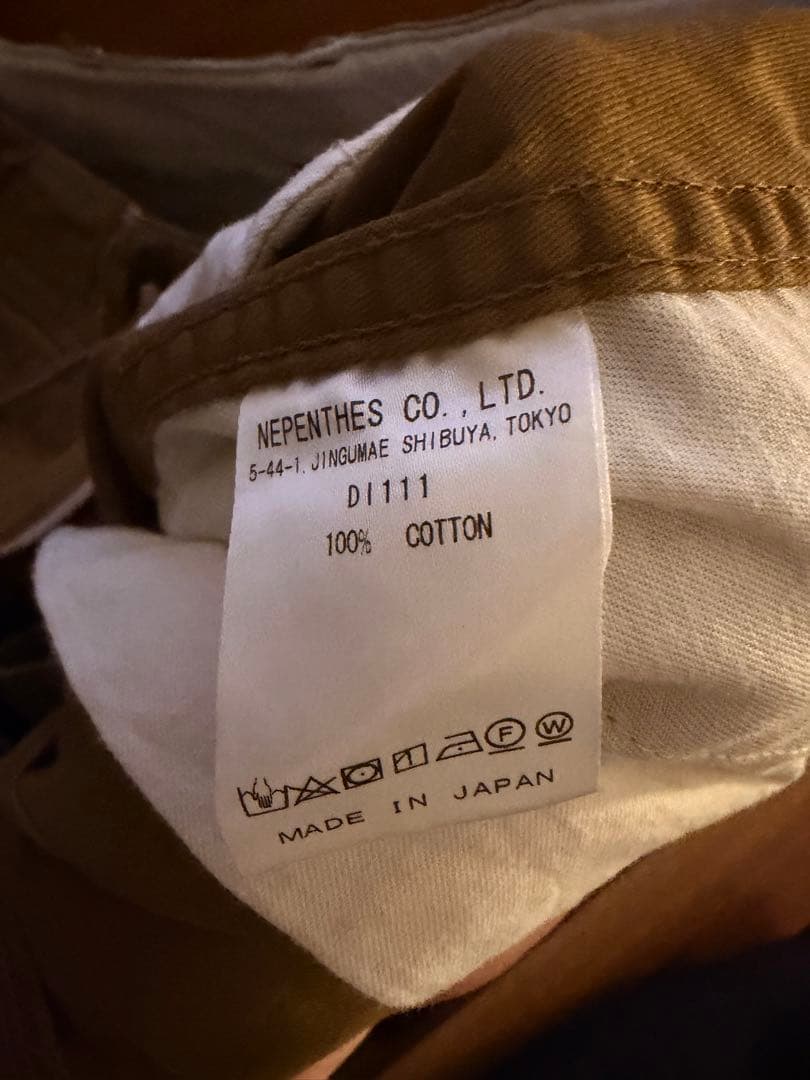 NEPENTHES CO.,LTD.
5-44-1, JINGUMAE SHIBUYA, TOKYO
DI111
100% COTTON
F W
MADE IN JAPAN